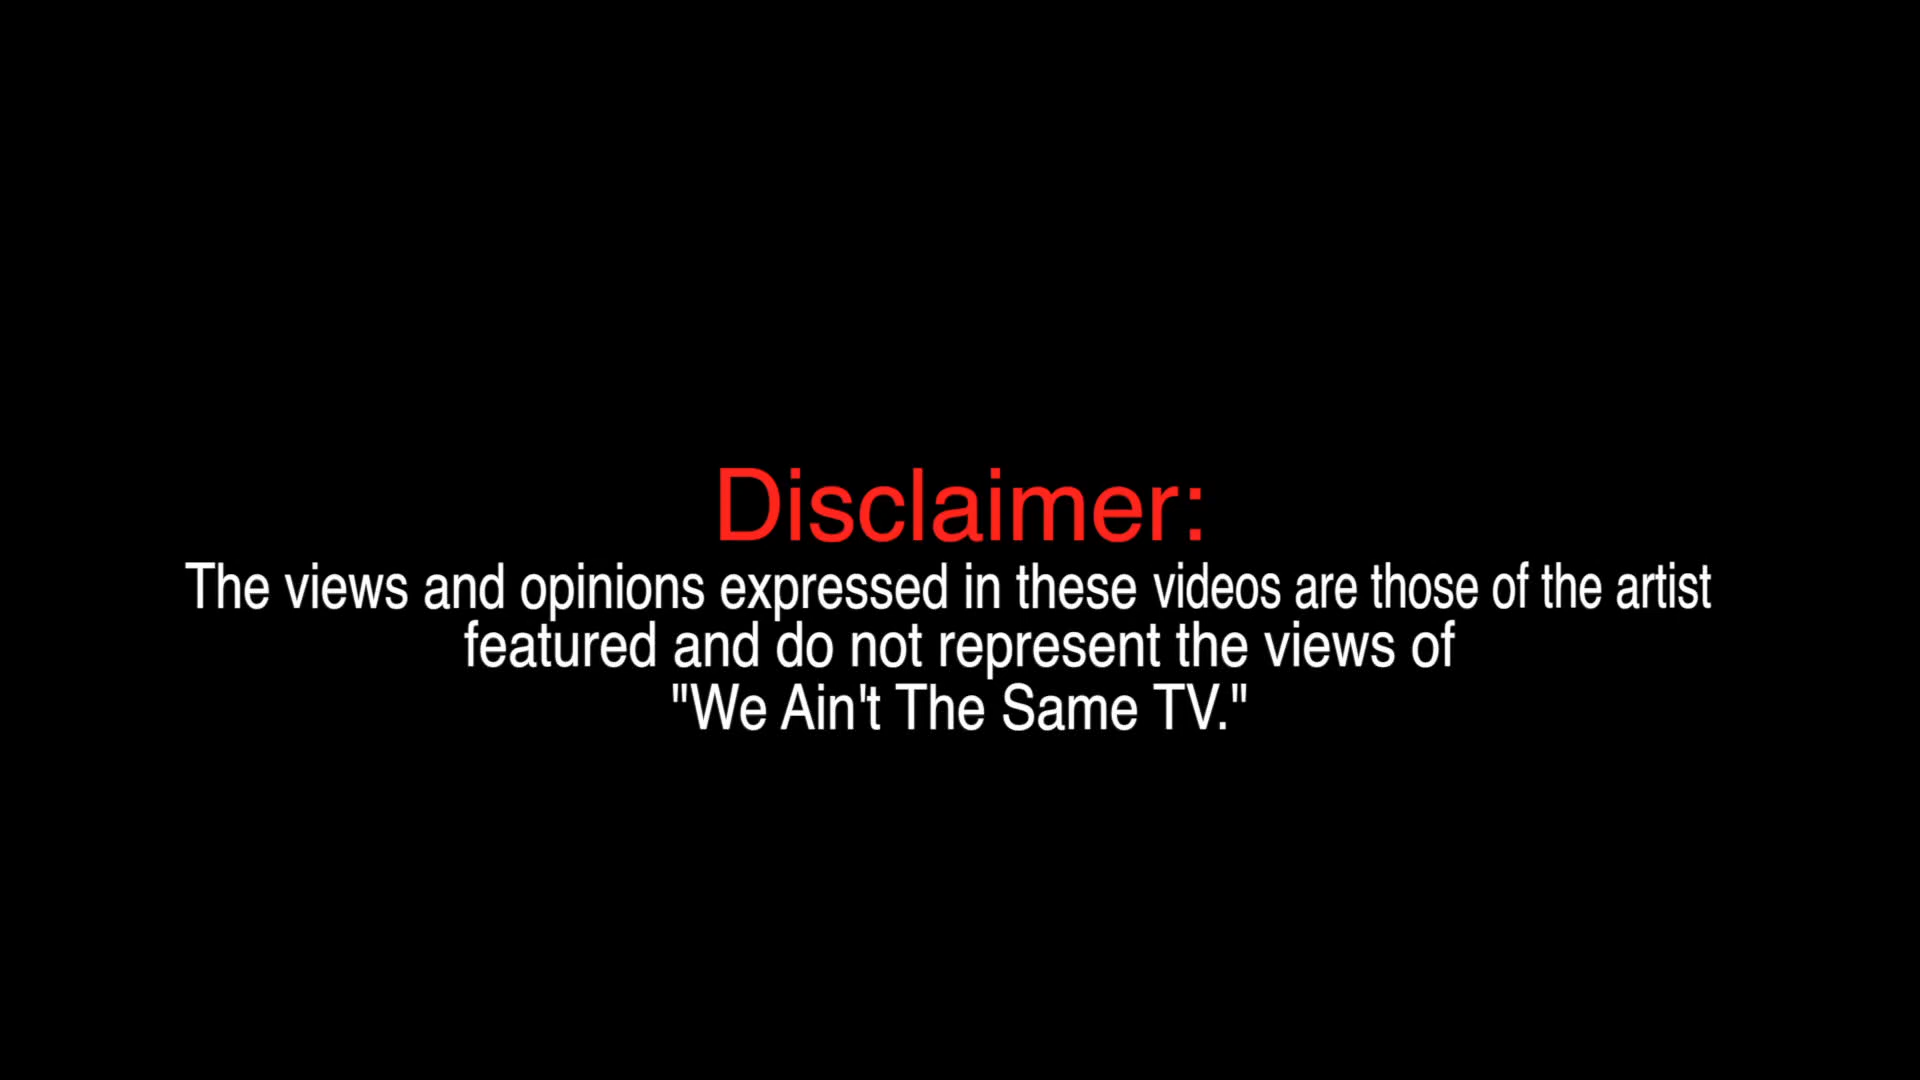 Disclaimer:
The views and opinions expressed in these videos are those of the artist
featured and do not represent the views of
"We Ain't The Same TV."